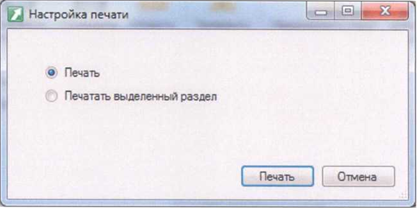 Настройка печати
Печать
Печатать выделенный раздел
Печать Отмена